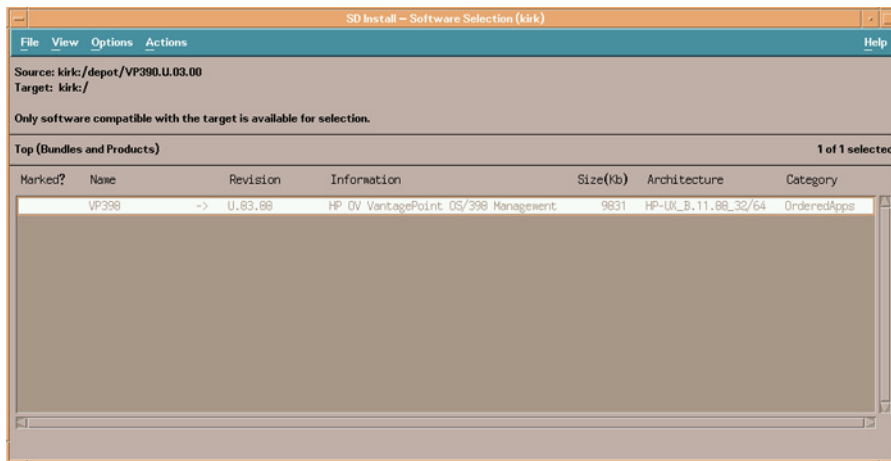 SD Install – Software Selection (kirk)
File View Options Actions Help
Source: kirk:/depot/VP390.U.03.00
Target: kirk:/
Only software compatible with the target is available for selection.
Top (Bundles and Products) 1 of 1 selected
Marked? Name Revision Information Size(Kb) Architecture Category
VP390 -> U.03.00 HP OV VantagePoint OS/390 Management 9831 HP-UX_B.11.00_32/64 OrderedApps